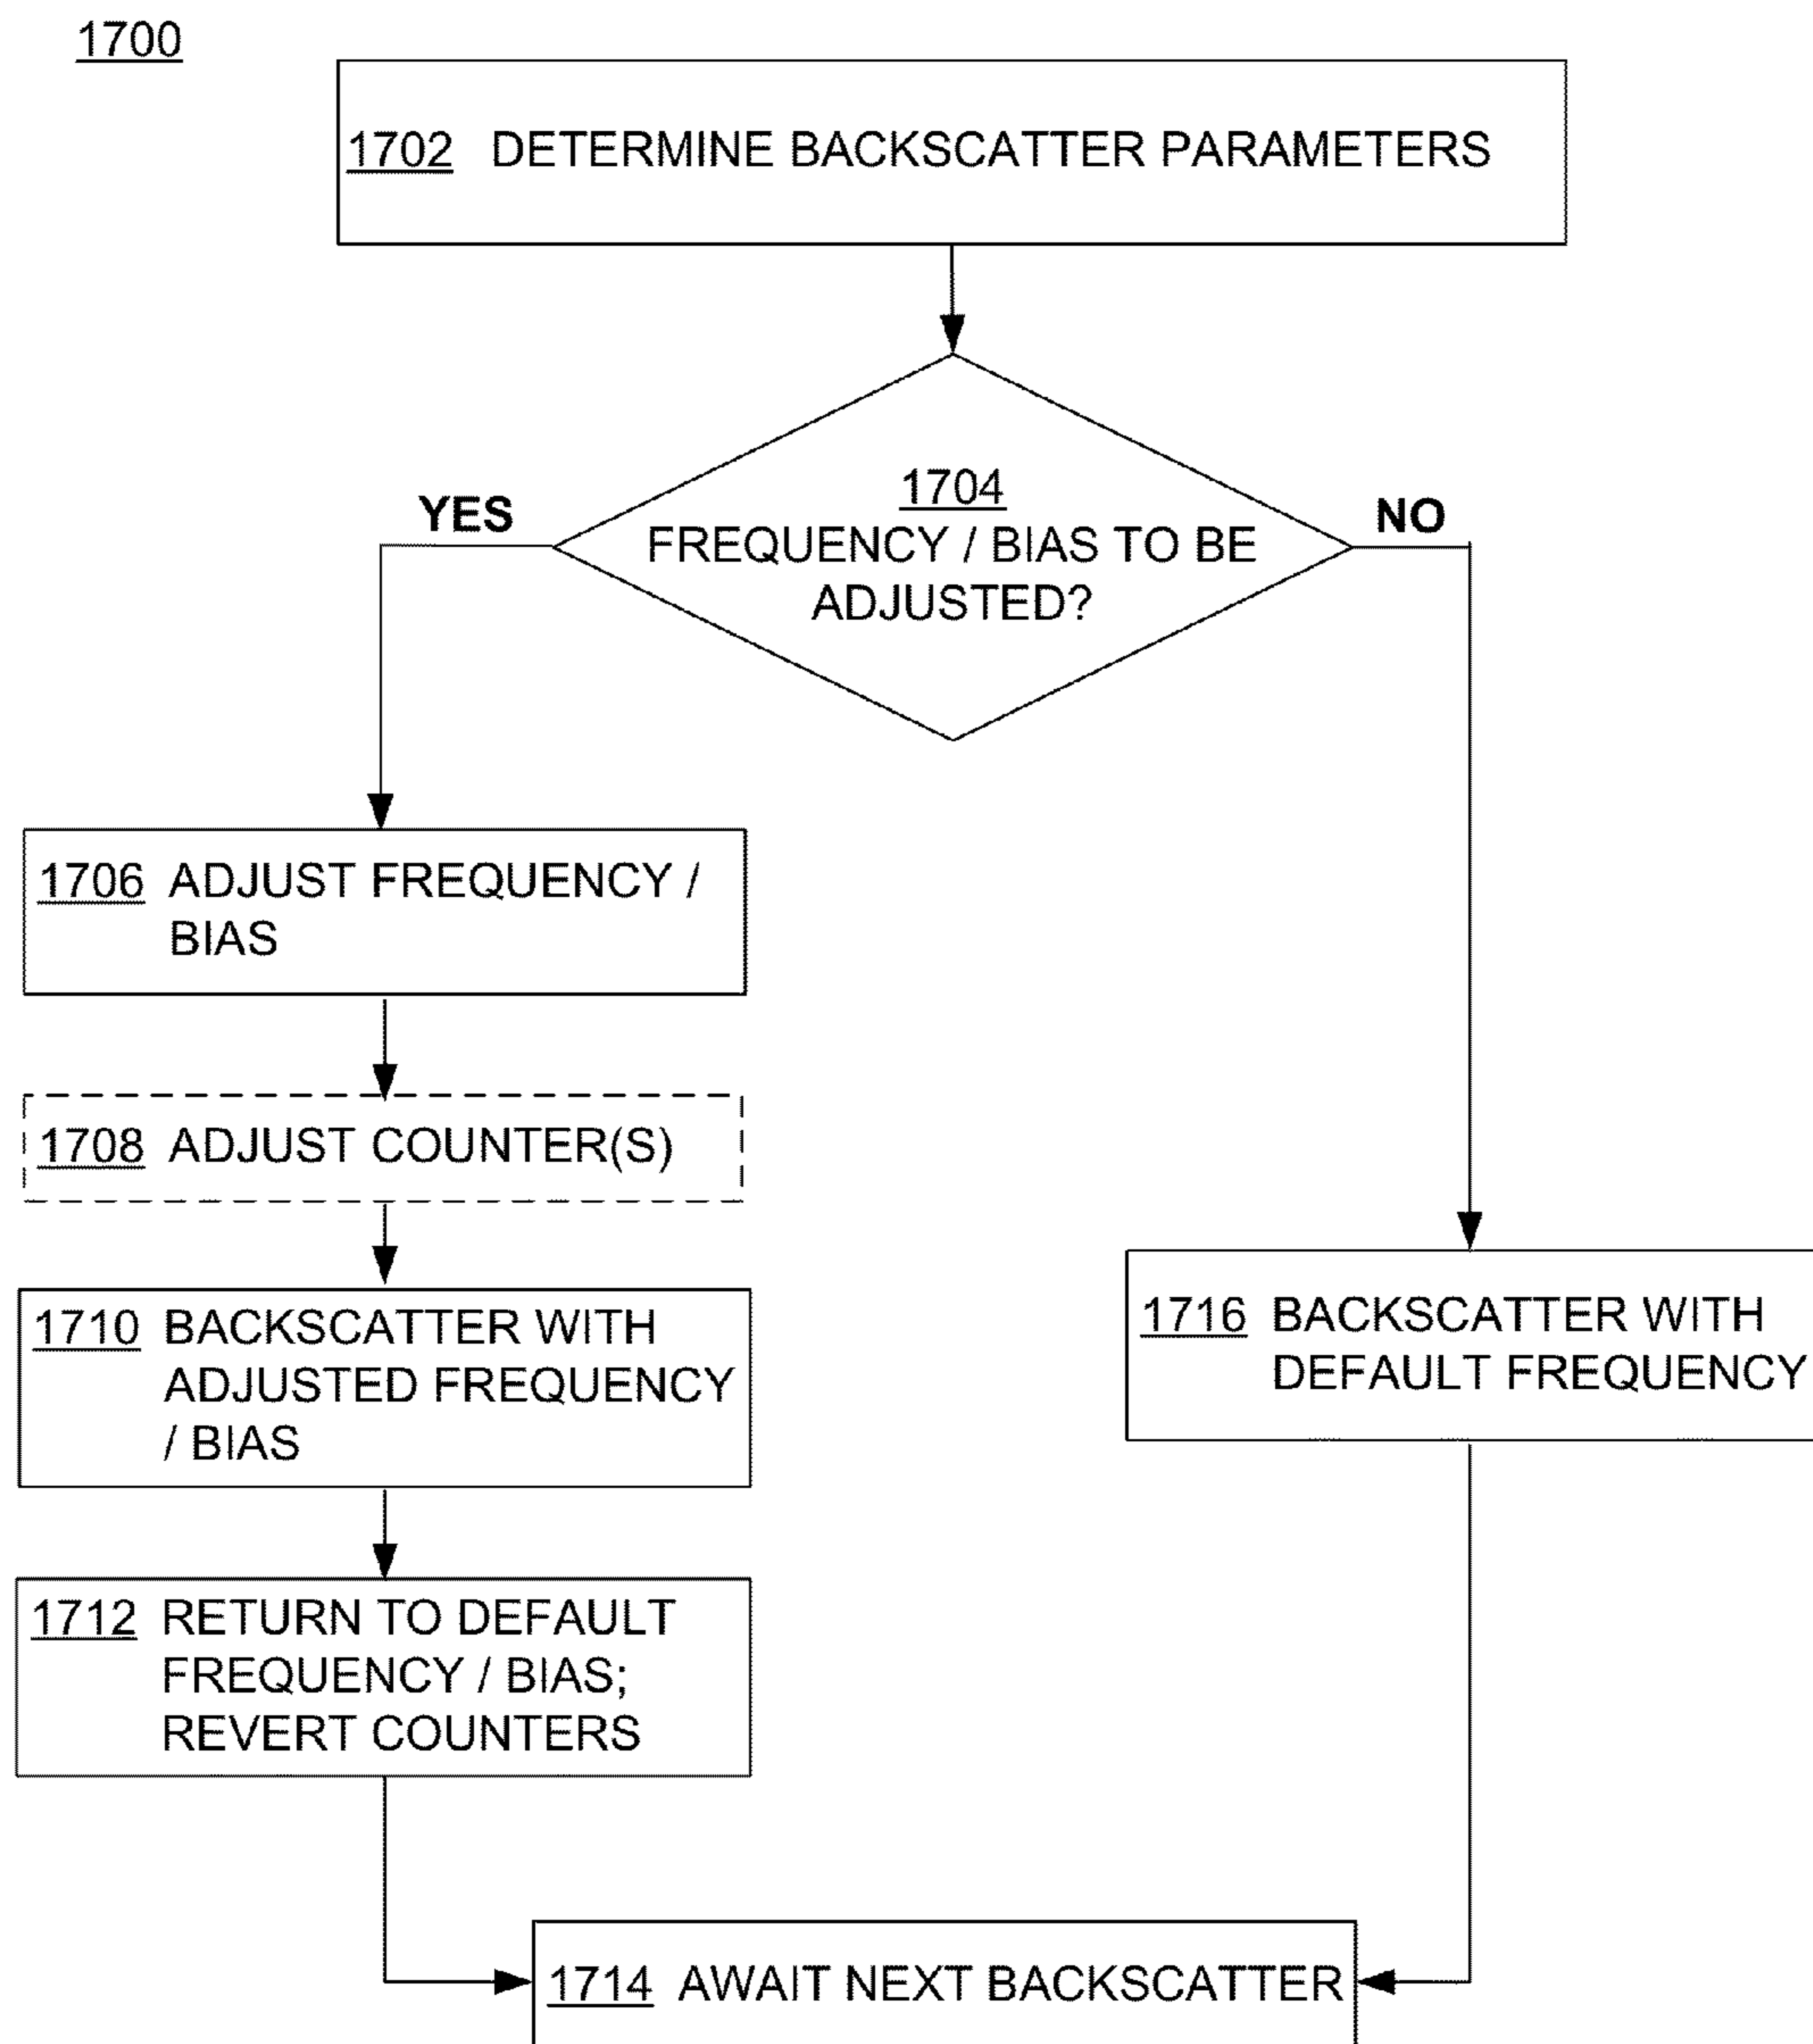 1700
1702 DETERMINE BACKSCATTER PARAMETERS
1704
FREQUENCY / BIAS TO BE
ADJUSTED?
YES
NO
1706 ADJUST FREQUENCY /
BIAS
1708 ADJUST COUNTER(S)
1710 BACKSCATTER WITH
ADJUSTED FREQUENCY
/ BIAS
1716 BACKSCATTER WITH
DEFAULT FREQUENCY
1712 RETURN TO DEFAULT
FREQUENCY / BIAS;
REVERT COUNTERS
1714 AWAIT NEXT BACKSCATTER